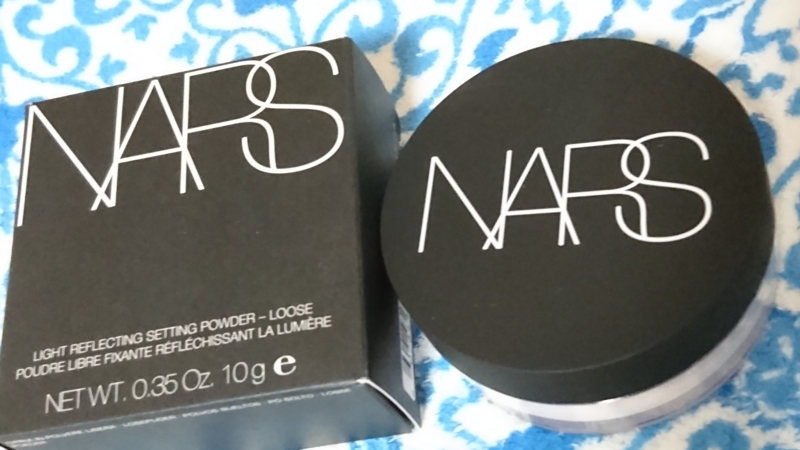 NARS
LIGHT REFLECTING SETTING POWDER – LOOSE
POUDRE LIBRE FIXANTE RÉFLÉCHISSANT LA LUMIÈRE
NET WT. 0.35 Oz. 10 g e
NARS